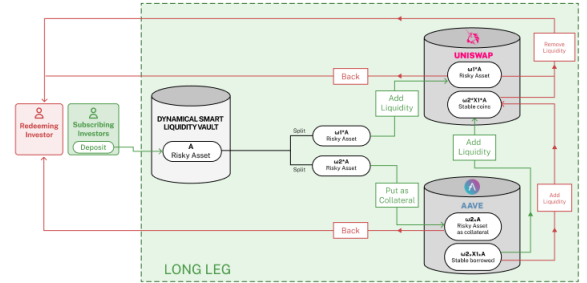 Remove
Liquidity
UNISWAP
ω1*A
Risky Asset
Back
Add
Liquidity
ω2*X1*A
Stable coins
DYNAMICAL SMART
LIQUIDITY VAULT
A
Risky Asset
Redeeming
Investor
Subscribing
Investors
Deposit
Split
ω1*A
Risky Asset
Split
ω2*A
Risky Asset
Add
Liquidity
Put as
Collateral
AAVE
Add
Liquidity
ω2*A
Risky Asset
as collateral
Back
ω2*X1*A
Stable borrowed
LONG LEG